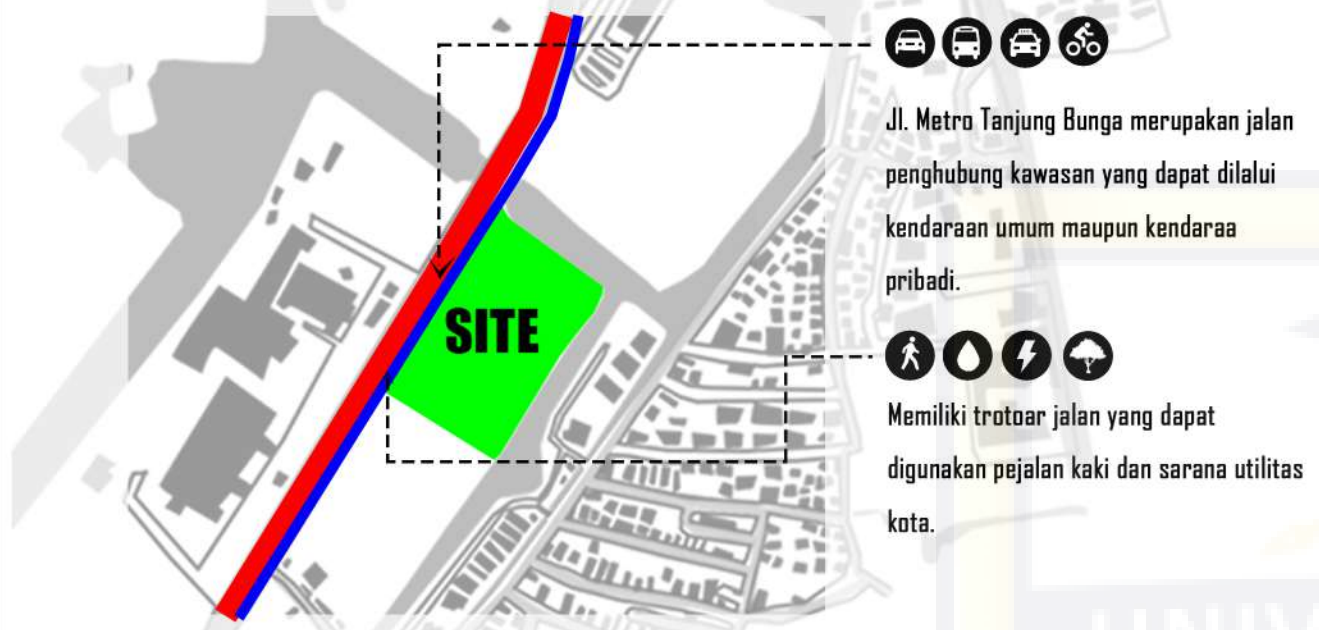 Jl. Metro Tanjung Bunga merupakan jalan
penghubung kawasan yang dapat dilalui
kendaraan umum maupun kendaraa
pribadi.
SITE
Memiliki trotoar jalan yang dapat
digunakan pejalan kaki dan sarana utilitas
kota.